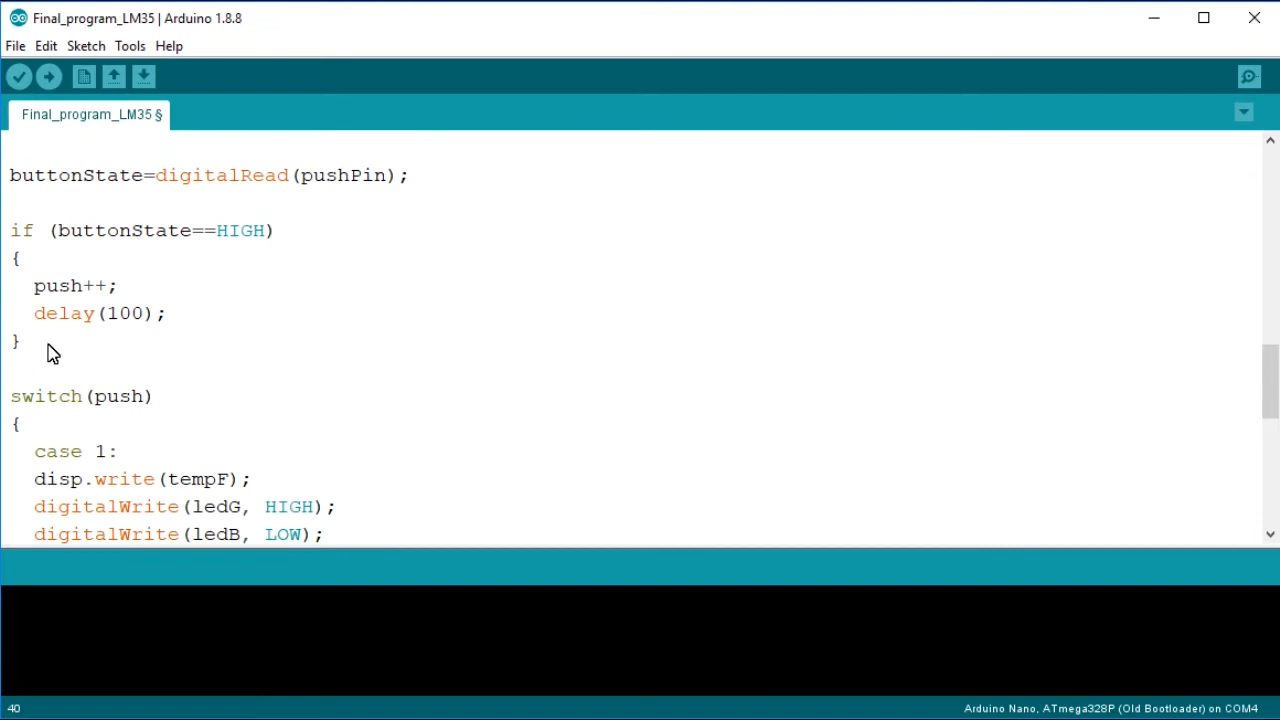 Final_program_LM35 | Arduino 1.8.8
File Edit Sketch Tools Help
Final_program_LM35 §
buttonState=digitalRead(pushPin);
if (buttonState==HIGH)
{
push++;
delay(100);
}
switch(push)
{
case 1:
disp.write(tempF);
digitalWrite(ledG, HIGH);
digitalWrite(ledB, LOW);
40 Arduino Nano, ATmega328P (Old Bootloader) on COM4